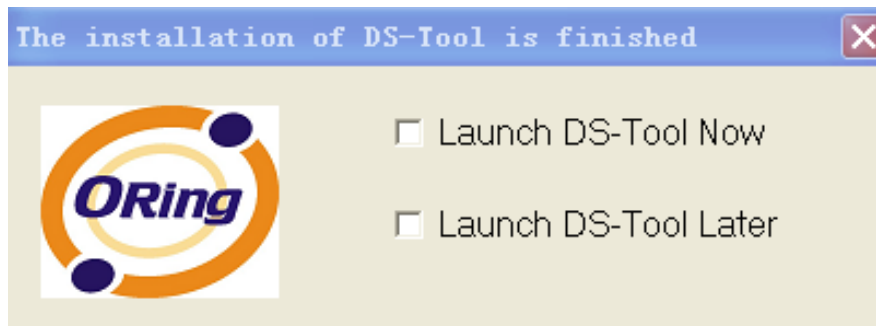 The installation of DS-Tool is finished
ORing
Launch DS-Tool Now
Launch DS-Tool Later